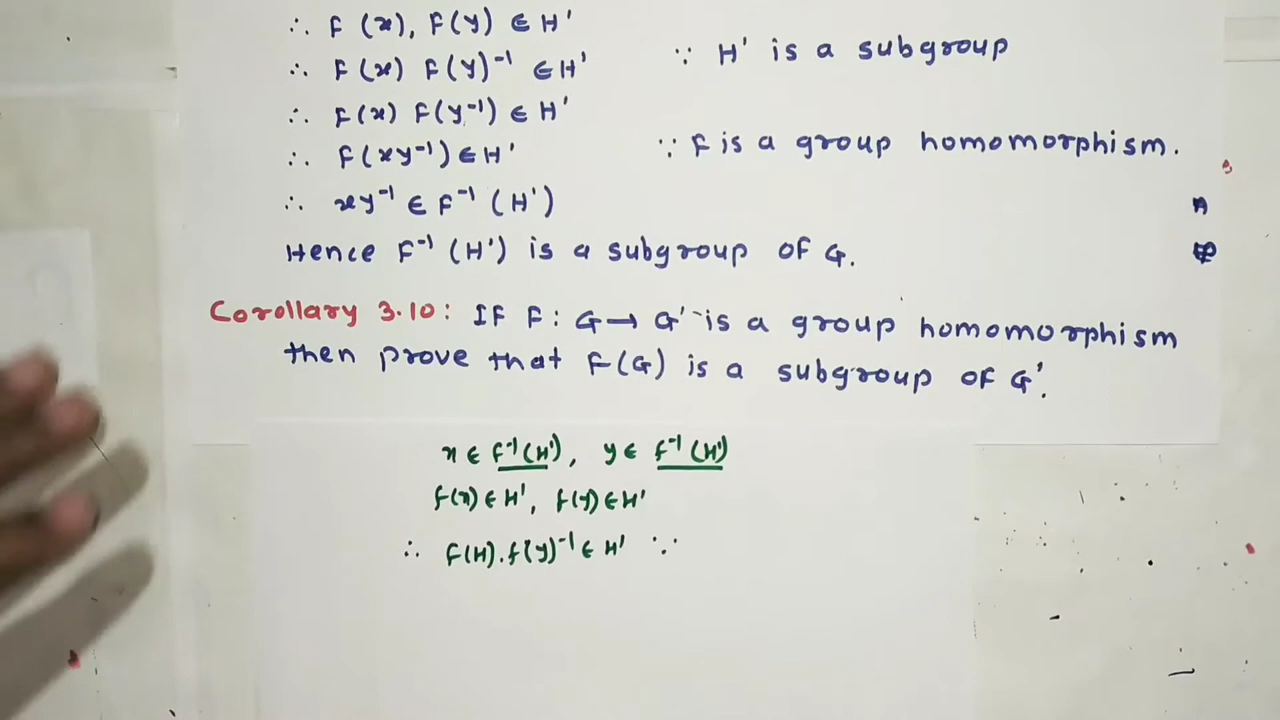 ∴ F(x), F(y) ∈ H'
∴ F(x) F(y)⁻¹ ∈ H' ∵ H' is a subgroup
∴ F(x) F(y⁻¹) ∈ H'
∴ F(xy⁻¹) ∈ H' ∵ F is a group homomorphism.
∴ xy⁻¹ ∈ F⁻¹(H')
Hence F⁻¹(H') is a subgroup of G.
Corollary 3.10: IF F: G → G' is a group homomorphism
then prove that F(G) is a subgroup of G'.
x ∈ f⁻¹(H'), y ∈ f⁻¹(H')
f(x) ∈ H', f(y) ∈ H'
∴ F(H).f(y)⁻¹ ∈ H' ∵